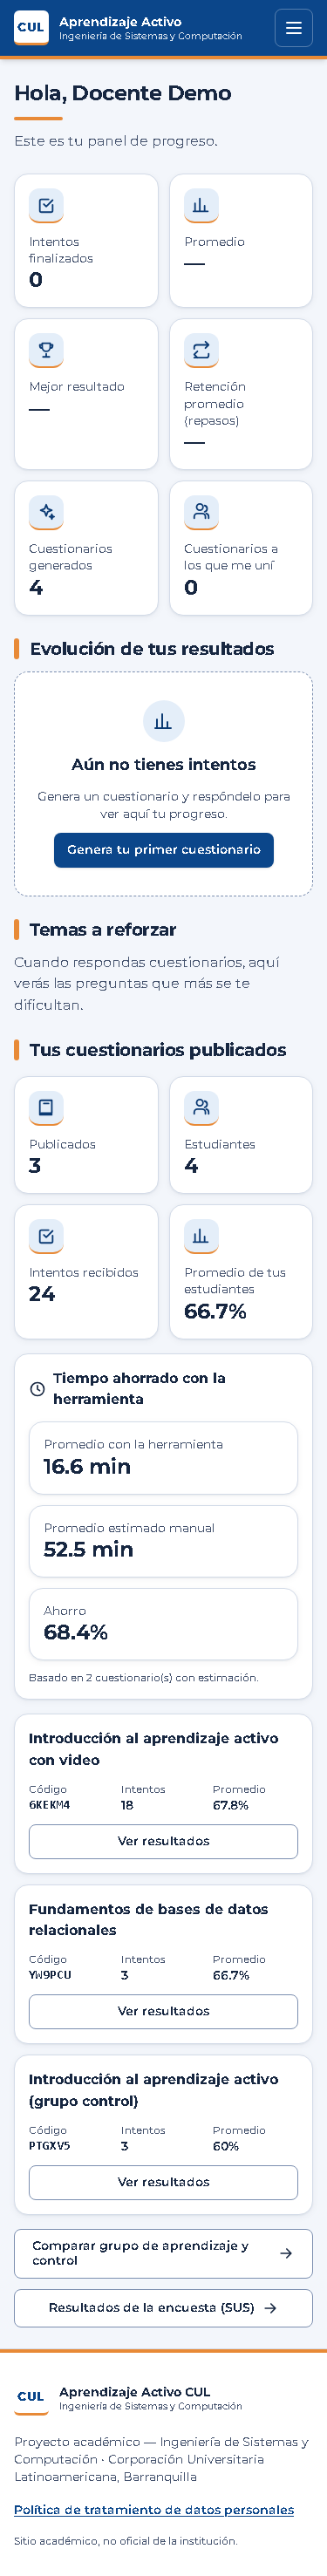 CUL
Aprendizaje Activo
Ingeniería de Sistemas y Computación
Hola, Docente Demo
Este es tu panel de progreso.
Intentos
finalizados
0
Promedio
—
Mejor resultado
—
Retención
promedio
(repasos)
—
Cuestionarios
generados
4
Cuestionarios a
los que me uní
0
Evolución de tus resultados
Aún no tienes intentos
Genera un cuestionario y respóndelo para
ver aquí tu progreso.
Genera tu primer cuestionario
Temas a reforzar
Cuando respondas cuestionarios, aquí
verás las preguntas que más se te
dificultan.
Tus cuestionarios publicados
Publicados
3
Estudiantes
4
Intentos recibidos
24
Promedio de tus
estudiantes
66.7%
Tiempo ahorrado con la
herramienta
Promedio con la herramienta
16.6 min
Promedio estimado manual
52.5 min
Ahorro
68.4%
Basado en 2 cuestionario(s) con estimación.
Introducción al aprendizaje activo
con video
Código Intentos Promedio
6KEKM4 18 67.8%
Ver resultados
Fundamentos de bases de datos
relacionales
Código Intentos Promedio
YW9PCU 3 66.7%
Ver resultados
Introducción al aprendizaje activo
(grupo control)
Código Intentos Promedio
PTGXV5 3 60%
Ver resultados
Comparar grupo de aprendizaje y
control →
Resultados de la encuesta (SUS) →
CUL
Aprendizaje Activo CUL
Ingeniería de Sistemas y Computación
Proyecto académico — Ingeniería de Sistemas y
Computación · Corporación Universitaria
Latinoamericana, Barranquilla
Política de tratamiento de datos personales
Sitio académico, no oficial de la institución.